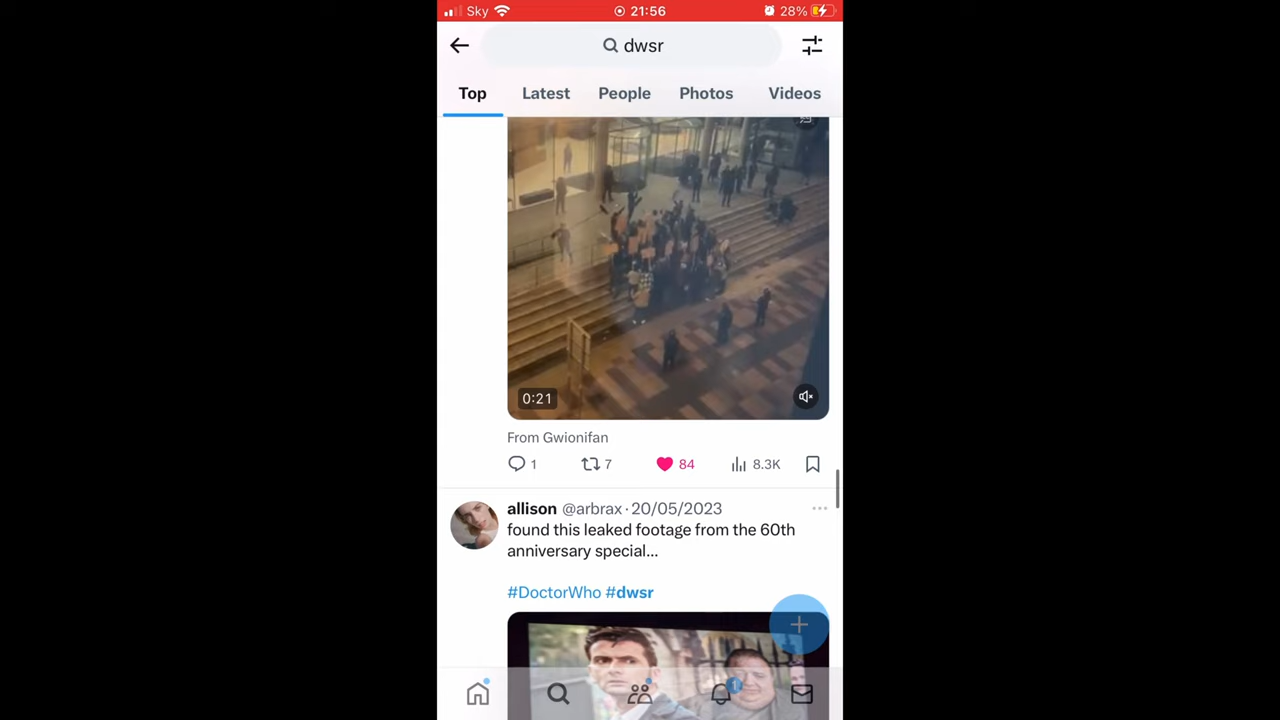 Sky 21:56 28%
dwsr
Top Latest People Photos Videos
0:21
From Gwionifan
1 7 84 8.3K
allison @arbrax · 20/05/2023
found this leaked footage from the 60th
anniversary special...
#DoctorWho #dwsr
1